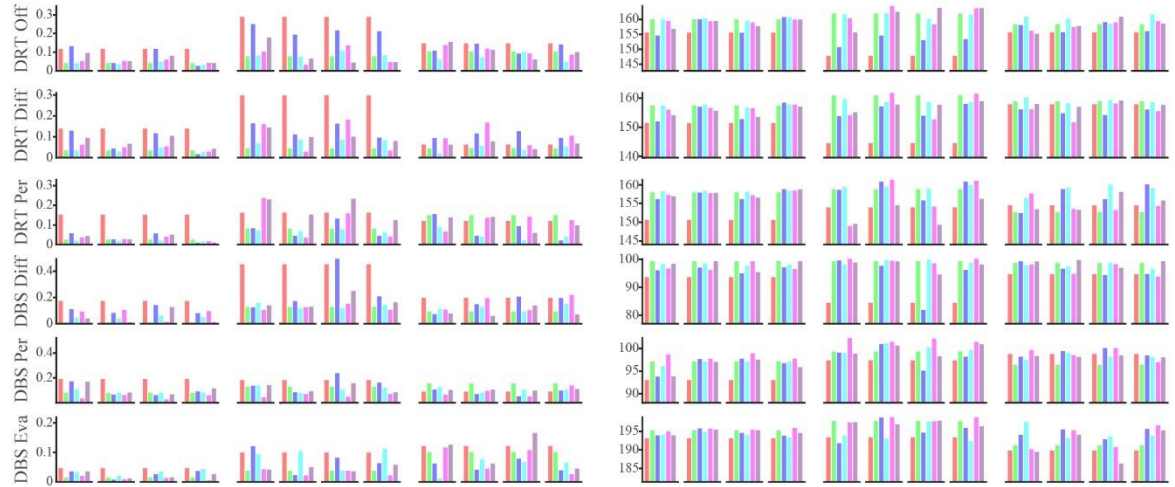 DRT Off 0.3 0.2 0.1 0 160 155 150 145
DRT Diff 0.3 0.2 0.1 0 160 150 140
DRT Per 0.3 0.2 0.1 0 160 155 150 145
DBS Diff 0.4 0.2 0 100 90 80
DBS Per 0.4 0.2 100 95 90
DBS Eva 0.2 0.1 0 195 190 185